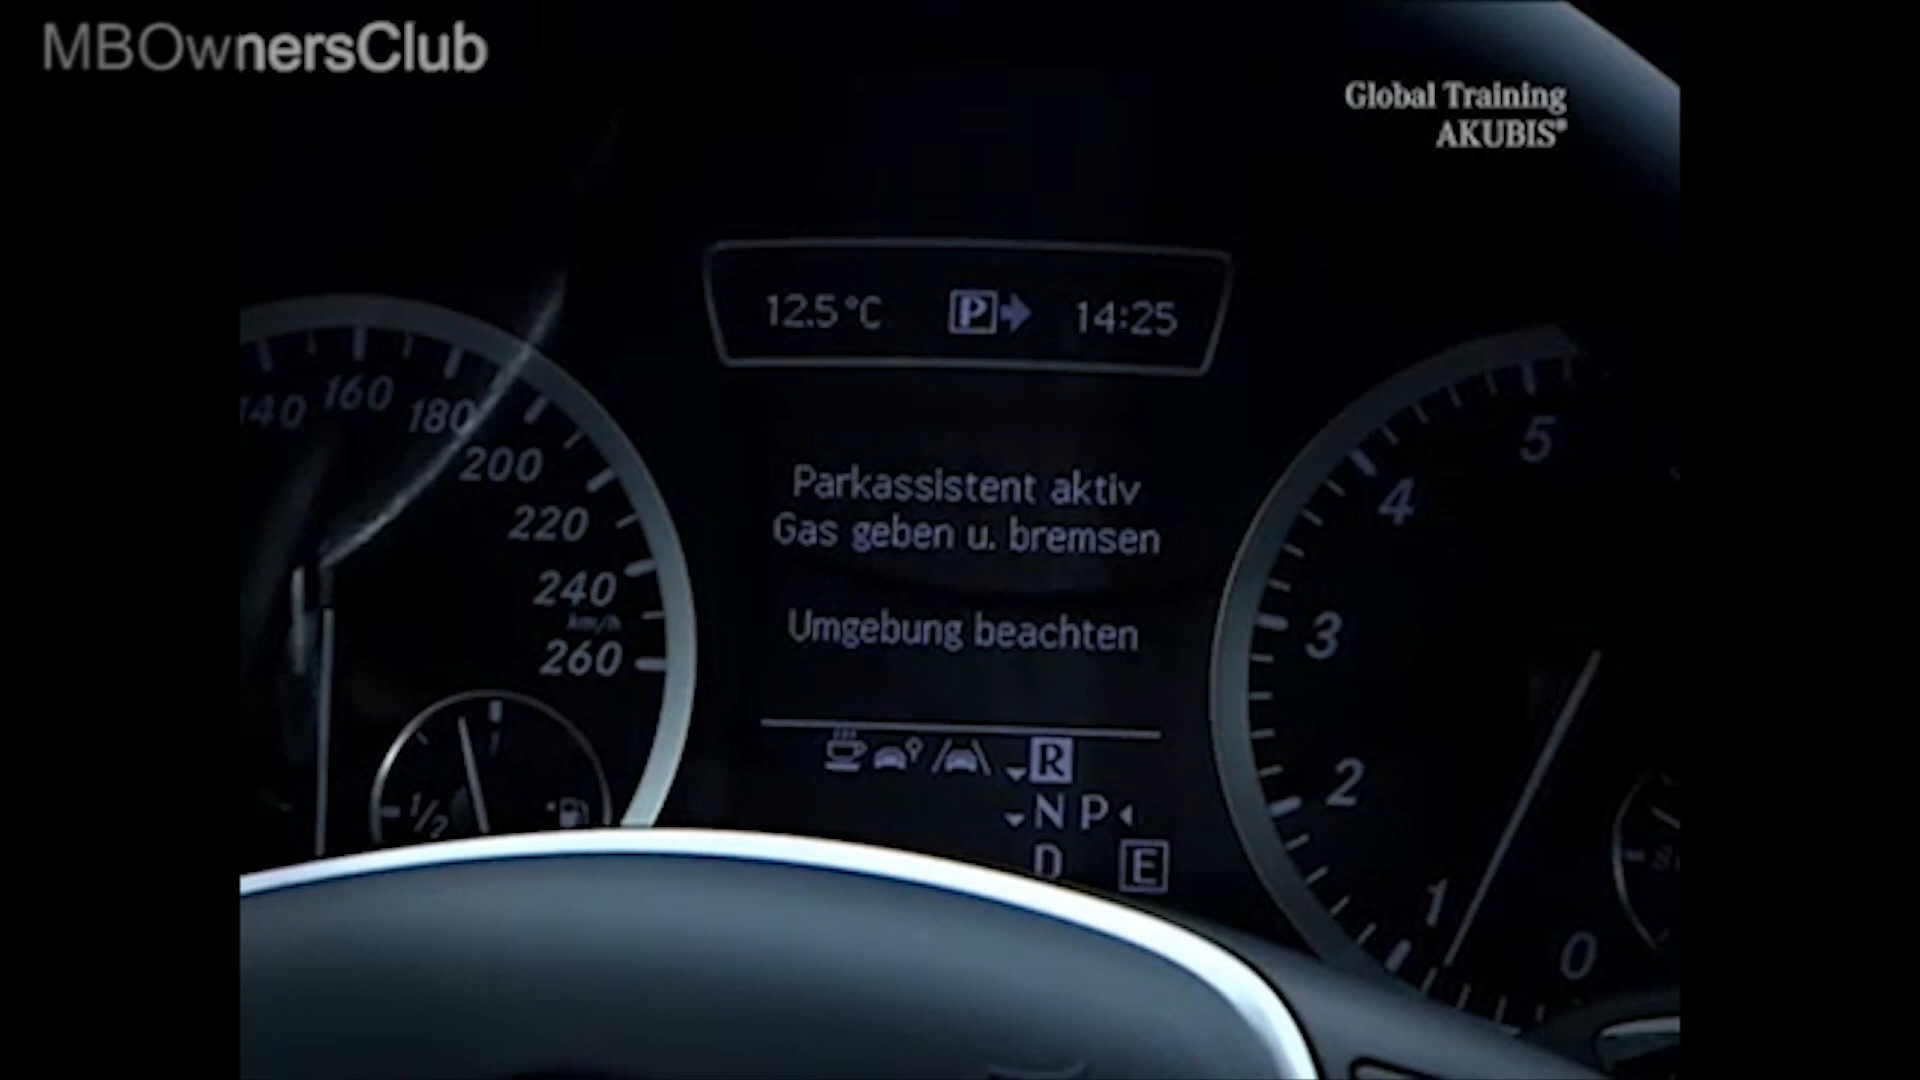 MBOwnersClub
Global Training
AKUBIS®
12.5°C P 14:25
140 160 180 200 220 240 km/h 260
Parkassistent aktiv
Gas geben u. bremsen
Umgebung beachten
R
N P
D E
1/2
5
4
3
2
1
0